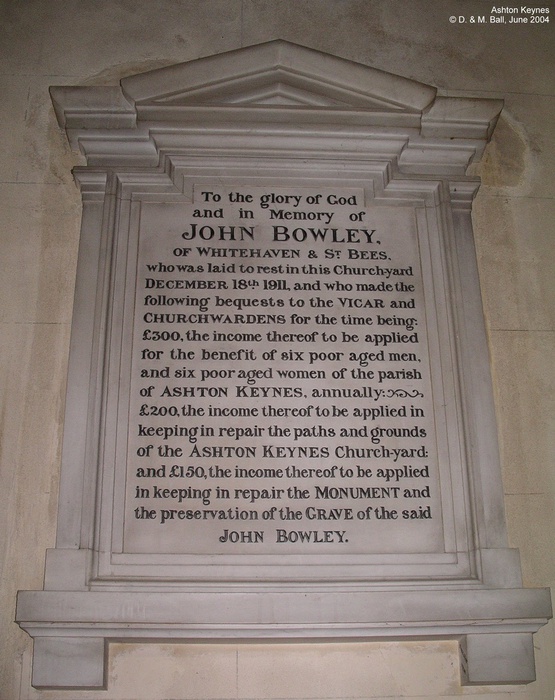 Ashton Keynes
© D. & M. Ball, June 2004
To the glory of God
and in Memory of
JOHN BOWLEY,
OF WHITEHAVEN & ST BEES,
who was laid to rest in this Church-yard
DECEMBER 18th 1911, and who made the
following bequests to the VICAR and
CHURCHWARDENS for the time being:
£300, the income thereof to be applied
for the benefit of six poor aged men,
and six poor aged women of the parish
of ASHTON KEYNES, annually:
£200, the income thereof to be applied in
keeping in repair the paths and grounds
of the ASHTON KEYNES Church-yard:
and £150, the income thereof to be applied
in keeping in repair the MONUMENT and
the preservation of the GRAVE of the said
JOHN BOWLEY.